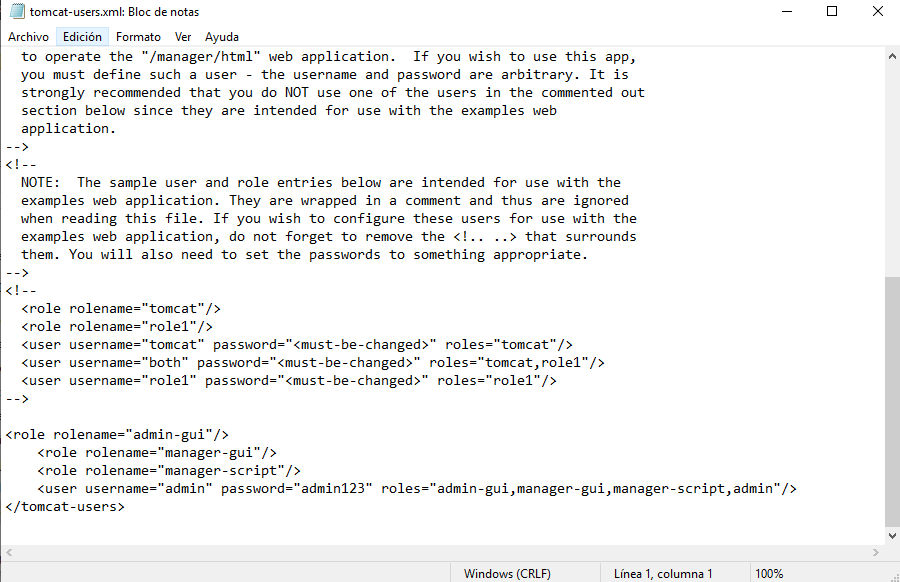 tomcat-users.xml: Bloc de notas
Archivo Edición Formato Ver Ayuda
to operate the "/manager/html" web application.  If you wish to use this app,
you must define such a user - the username and password are arbitrary. It is
strongly recommended that you do NOT use one of the users in the commented out
section below since they are intended for use with the examples web
application.
-->
<!--
NOTE:  The sample user and role entries below are intended for use with the
examples web application. They are wrapped in a comment and thus are ignored
when reading this file. If you wish to configure these users for use with the
examples web application, do not forget to remove the <!.. ..> that surrounds
them. You will also need to set the passwords to something appropriate.
-->
<!--
<role rolename="tomcat"/>
<role rolename="role1"/>
<user username="tomcat" password="<must-be-changed>" roles="tomcat"/>
<user username="both" password="<must-be-changed>" roles="tomcat,role1"/>
<user username="role1" password="<must-be-changed>" roles="role1"/>
-->
<role rolename="admin-gui"/>
<role rolename="manager-gui"/>
<role rolename="manager-script"/>
<user username="admin" password="admin123" roles="admin-gui,manager-gui,manager-script,admin"/>
</tomcat-users>
Windows (CRLF) Línea 1, columna 1 100%